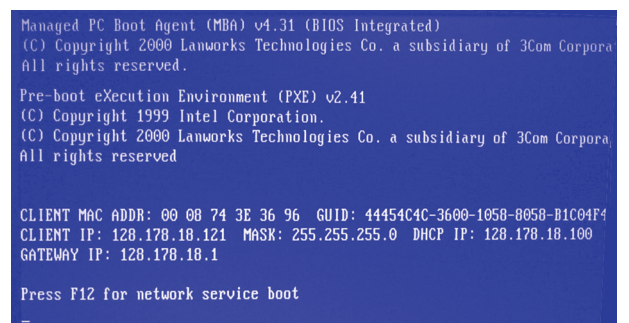 Managed PC Boot Agent (MBA) v4.31 (BIOS Integrated)
(C) Copyright 2000 Lanworks Technologies Co. a subsidiary of 3Com Corpora
All rights reserved.
Pre-boot eXecution Environment (PXE) v2.41
(C) Copyright 1999 Intel Corporation.
(C) Copyright 2000 Lanworks Technologies Co. a subsidiary of 3Com Corpora
All rights reserved
CLIENT MAC ADDR: 00 08 74 3E 36 96 GUID: 44454C4C-3600-1058-8058-B1C04F4
CLIENT IP: 128.178.18.121 MASK: 255.255.255.0 DHCP IP: 128.178.18.100
GATEWAY IP: 128.178.18.1
Press F12 for network service boot